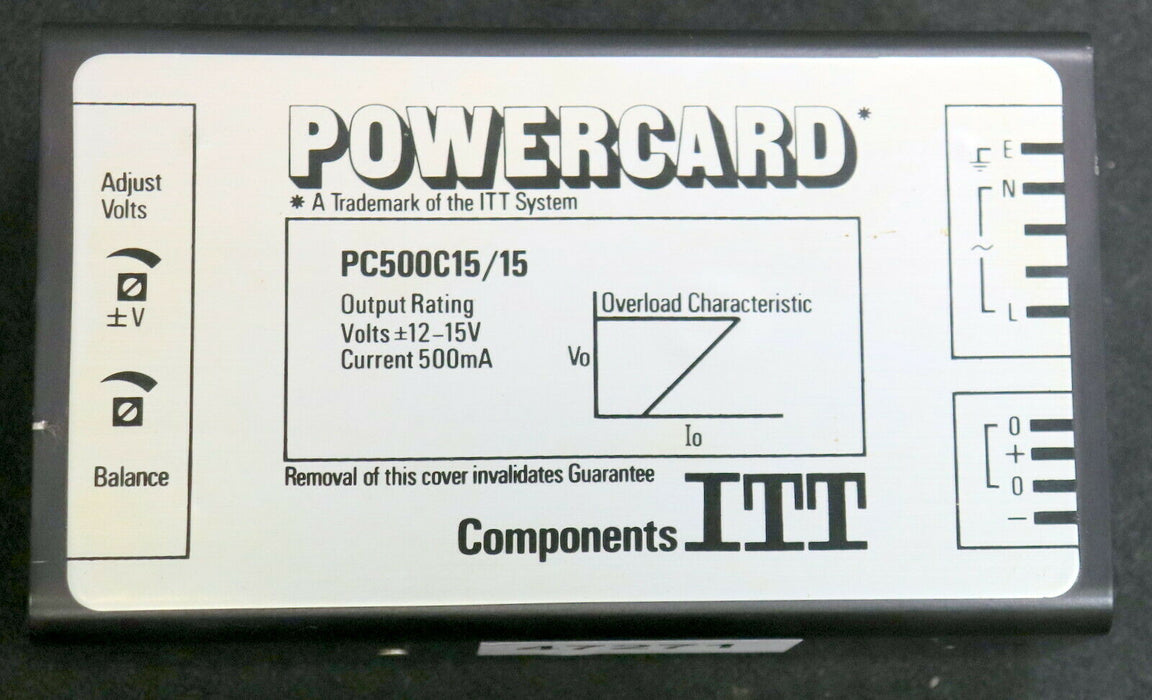 POWERCARD*
* A Trademark of the ITT System
Adjust
Volts
±V
Balance
PC500C15/15
Output Rating
Volts ±12–15V
Current 500mA
Overload Characteristic
Vo
Io
Removal of this cover invalidates Guarantee
Components ITT
E
N
~
L
0
+
0
–